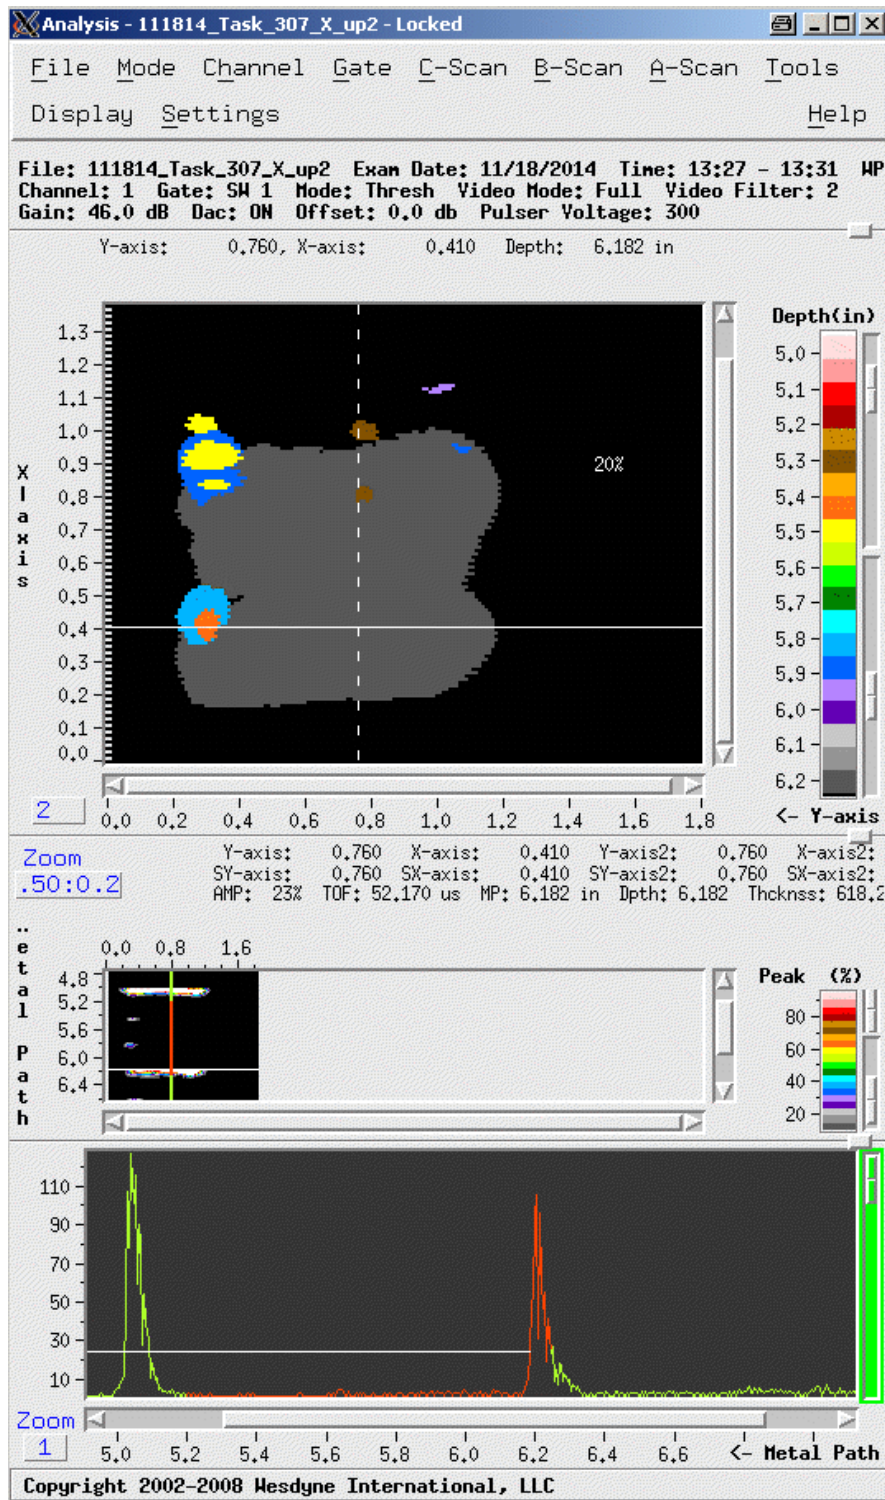 Analysis - 111814_Task_307_X_up2 - Locked
File Mode Channel Gate C-Scan B-Scan A-Scan Tools
Display Settings Help
File: 111814_Task_307_X_up2 Exam Date: 11/18/2014 Time: 13:27 - 13:31 WP
Channel: 1 Gate: SW 1 Mode: Thresh Video Mode: Full Video Filter: 2
Gain: 46.0 dB Dac: ON Offset: 0.0 db Pulser Voltage: 300
Y-axis: 0.760, X-axis: 0.410 Depth: 6.182 in
X
l
a
x
i
s
1.3
1.2
1.1
1.0
0.9
0.8
0.7
0.6
0.5
0.4
0.3
0.2
0.1
0.0
20%
Depth(in)
5.0
5.1
5.2
5.3
5.4
5.5
5.6
5.7
5.8
5.9
6.0
6.1
6.2
2
0.0 0.2 0.4 0.6 0.8 1.0 1.2 1.4 1.6 1.8
<- Y-axis
Zoom
.50:0.2
Y-axis: 0.760 X-axis: 0.410 Y-axis2: 0.760 X-axis2:
SY-axis: 0.760 SX-axis: 0.410 SY-axis2: 0.760 SX-axis2:
AMP: 23% TOF: 52.170 us MP: 6.182 in Dpth: 6.182 Thcknss: 618.2
..
e
t
a
l
P
a
t
h
0.0 0.8 1.6
4.8
5.2
5.6
6.0
6.4
Peak (%)
80
60
40
20
110
90
70
50
30
10
Zoom
1
5.0 5.2 5.4 5.6 5.8 6.0 6.2 6.4 6.6 <- Metal Path
Copyright 2002-2008 Wesdyne International, LLC